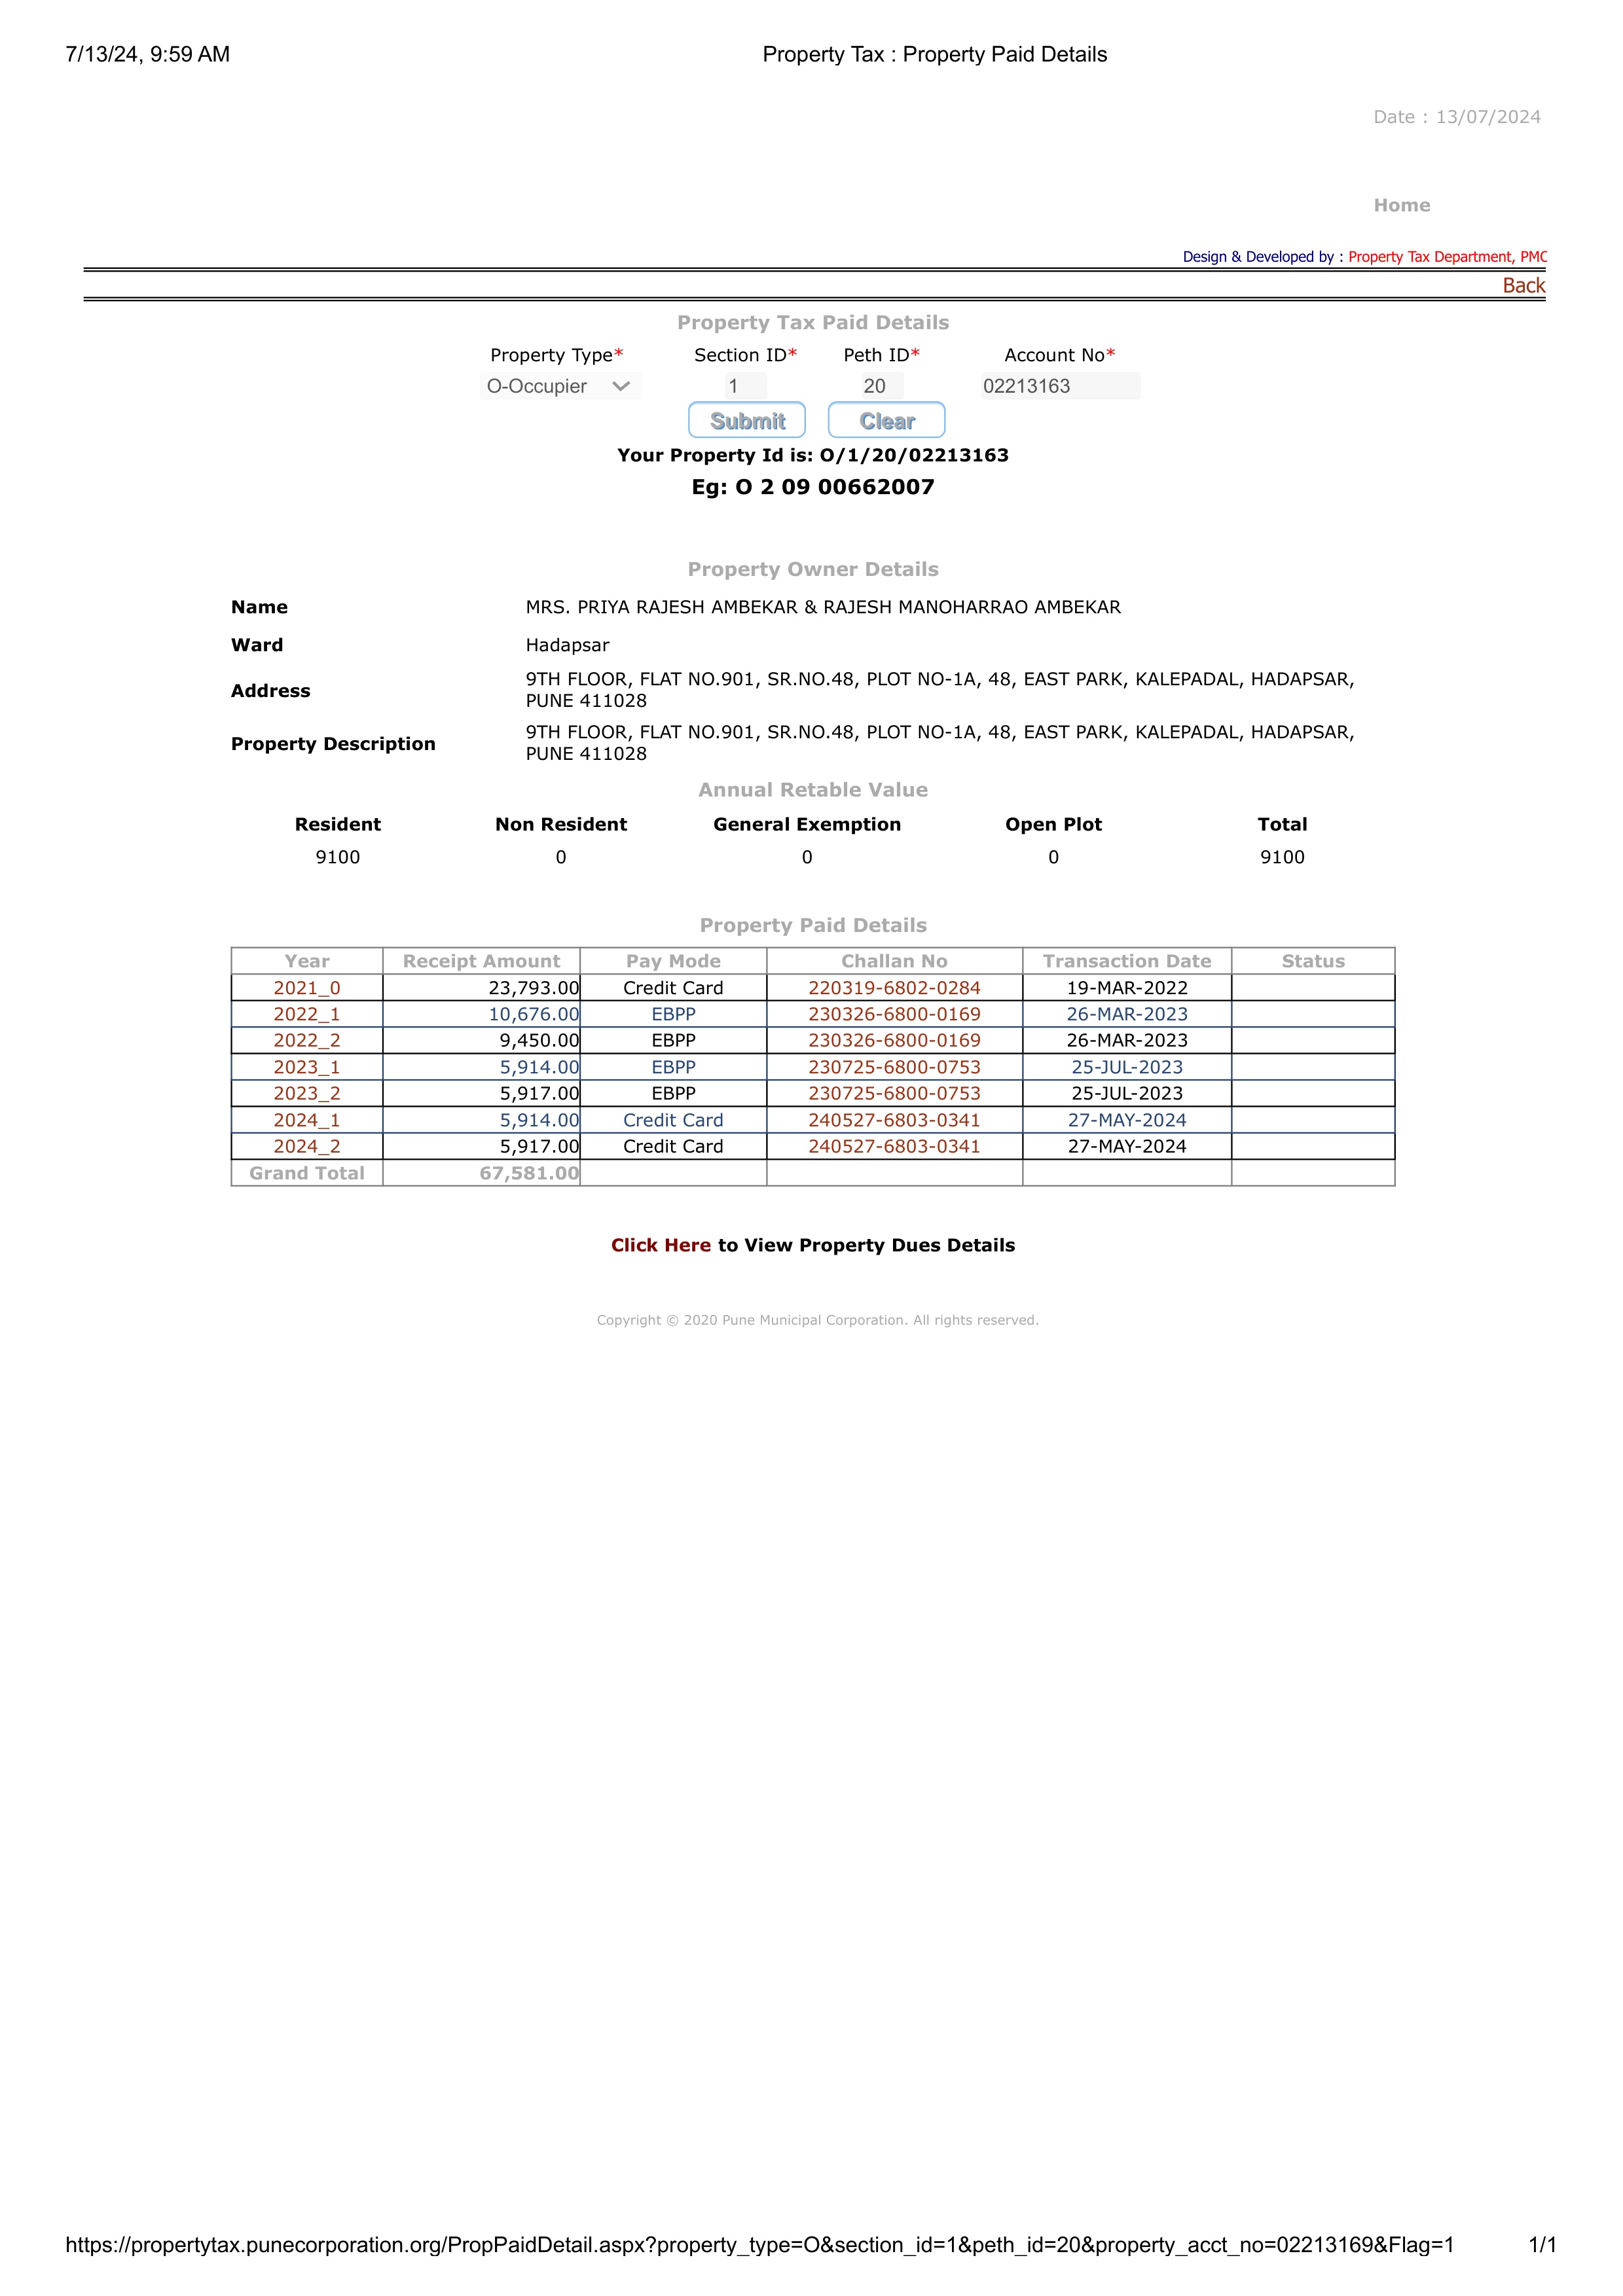 7/13/24, 9:59 AM Property Tax : Property Paid Details
Date : 13/07/2024
Home
Design & Developed by : Property Tax Department, PMC
Back
Property Tax Paid Details
Property Type* Section ID* Peth ID* Account No*
O-Occupier 1 20 02213163
Submit Clear
Your Property Id is: O/1/20/02213163
Eg: O 2 09 00662007
Property Owner Details
Name MRS. PRIYA RAJESH AMBEKAR & RAJESH MANOHARRAO AMBEKAR
Ward Hadapsar
Address 9TH FLOOR, FLAT NO.901, SR.NO.48, PLOT NO-1A, 48, EAST PARK, KALEPADAL, HADAPSAR,
PUNE 411028
Property Description 9TH FLOOR, FLAT NO.901, SR.NO.48, PLOT NO-1A, 48, EAST PARK, KALEPADAL, HADAPSAR,
PUNE 411028
Annual Retable Value
Resident Non Resident General Exemption Open Plot Total
9100 0 0 0 9100
Property Paid Details
Year Receipt Amount Pay Mode Challan No Transaction Date Status
2021_0 23,793.00 Credit Card 220319-6802-0284 19-MAR-2022
2022_1 10,676.00 EBPP 230326-6800-0169 26-MAR-2023
2022_2 9,450.00 EBPP 230326-6800-0169 26-MAR-2023
2023_1 5,914.00 EBPP 230725-6800-0753 25-JUL-2023
2023_2 5,917.00 EBPP 230725-6800-0753 25-JUL-2023
2024_1 5,914.00 Credit Card 240527-6803-0341 27-MAY-2024
2024_2 5,917.00 Credit Card 240527-6803-0341 27-MAY-2024
Grand Total 67,581.00
Click Here to View Property Dues Details
Copyright © 2020 Pune Municipal Corporation. All rights reserved.
https://propertytax.punecorporation.org/PropPaidDetail.aspx?property_type=O&section_id=1&peth_id=20&property_acct_no=02213169&Flag=1 1/1